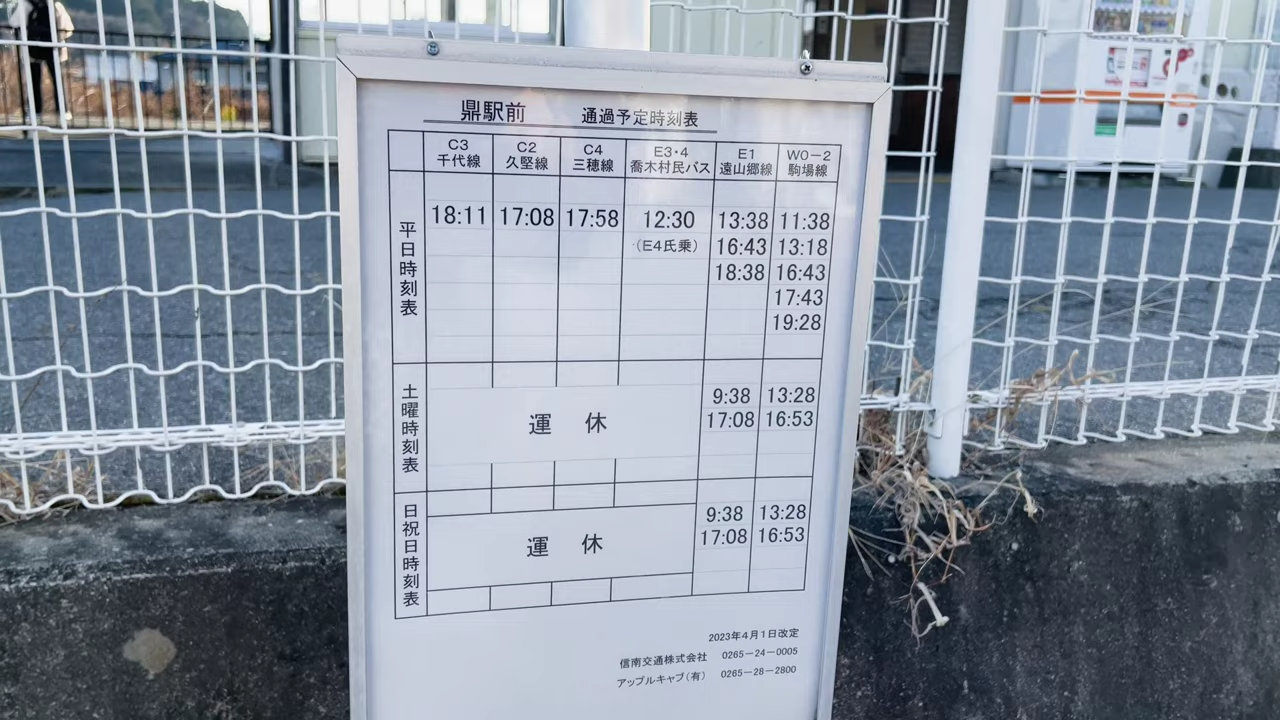 鼎駅前 通過予定時刻表
C3 C2 C4 E3・4 E1 W0－2
千代線 久堅線 三穂線 喬木村民バス 遠山郷線 駒場線
平日時刻表
18:11 17:08 17:58 12:30 13:38 11:38
（E4氏乗） 16:43 13:18
18:38 16:43
17:43
19:28
土曜時刻表
運休
9:38 13:28
17:08 16:53
日祝日時刻表
運休
9:38 13:28
17:08 16:53
2023年4月1日改定
信南交通株式会社 0265－24－0005
アップルキャブ（有） 0265－28－2800